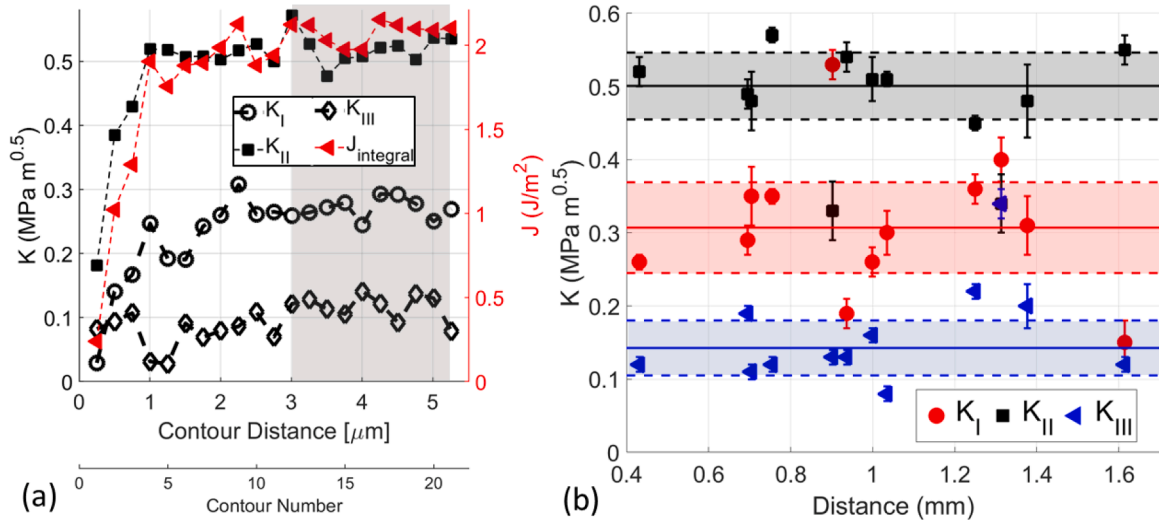 K (MPa m^0.5)
0.5
0.4
0.3
0.2
0.1
0
K_I
K_III
K_II
J_integral
2
1.5
1
0.5
0
J (J/m^2)
0 1 2 3 4 5
Contour Distance [μm]
0 5 10 15 20
Contour Number
(a)
K (MPa m^0.5)
0.6
0.5
0.4
0.3
0.2
0.1
0
K_I K_II K_III
0.4 0.6 0.8 1 1.2 1.4 1.6
Distance (mm)
(b)